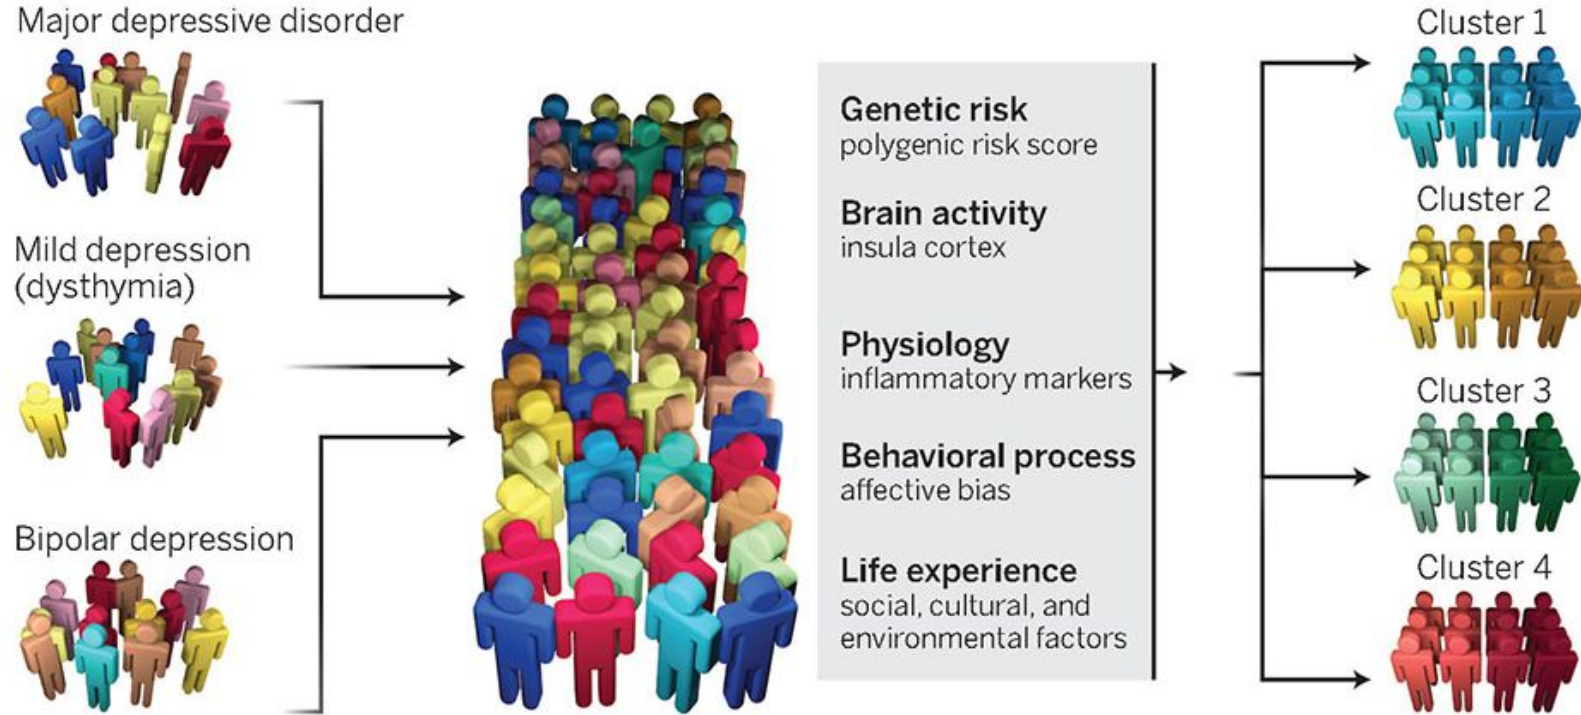 Major depressive disorder
Mild depression
(dysthymia)
Bipolar depression
Genetic risk
polygenic risk score
Brain activity
insula cortex
Physiology
inflammatory markers
Behavioral process
affective bias
Life experience
social, cultural, and
environmental factors
Cluster 1
Cluster 2
Cluster 3
Cluster 4